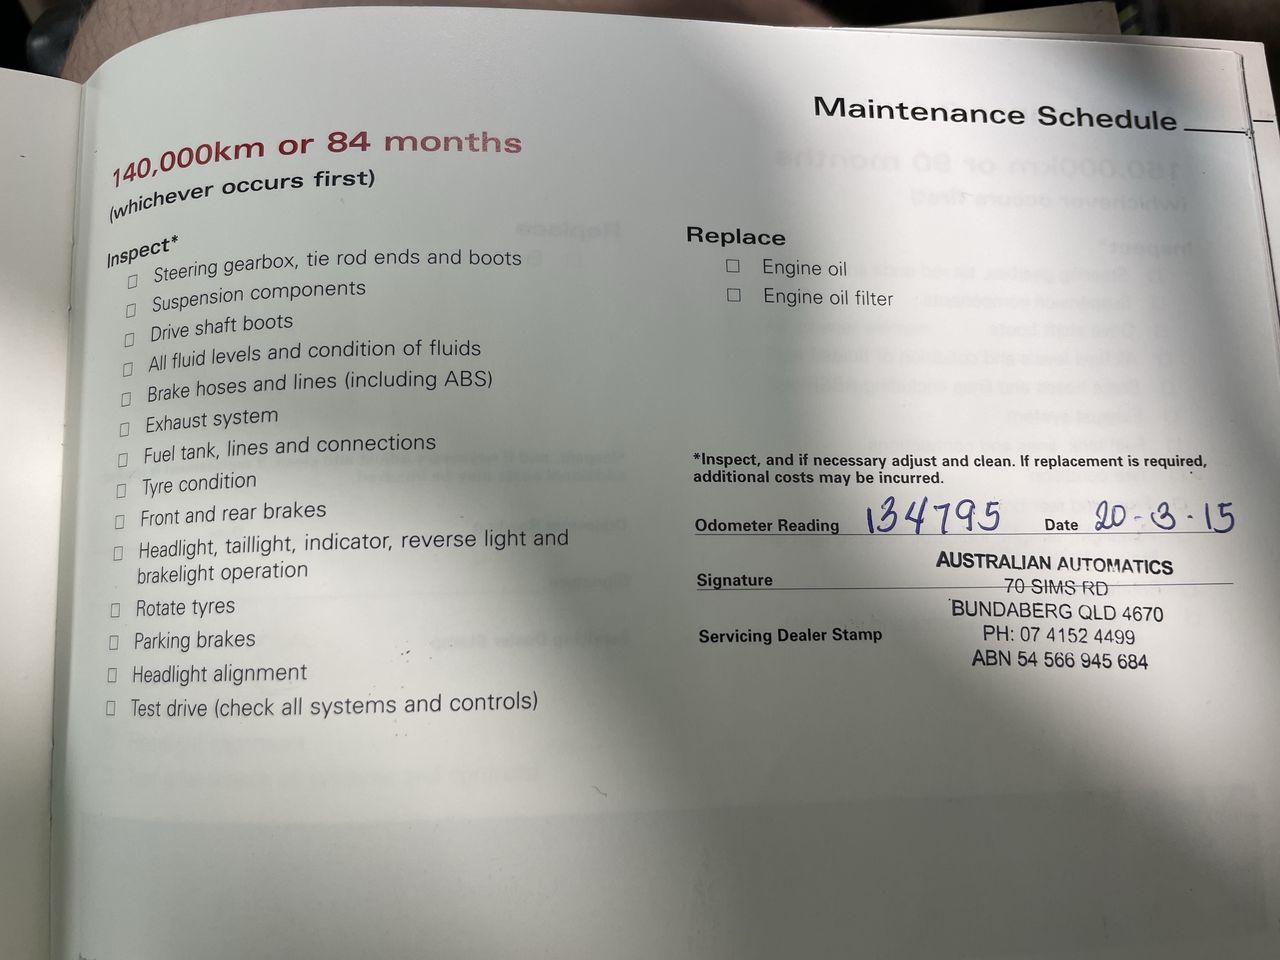 Maintenance Schedule
140,000km or 84 months
(whichever occurs first)
Inspect*
Steering gearbox, tie rod ends and boots
Suspension components
Drive shaft boots
All fluid levels and condition of fluids
Brake hoses and lines (including ABS)
Exhaust system
Fuel tank, lines and connections
Tyre condition
Front and rear brakes
Headlight, taillight, indicator, reverse light and
brakelight operation
Rotate tyres
Parking brakes
Headlight alignment
Test drive (check all systems and controls)
Replace
Engine oil
Engine oil filter
*Inspect, and if necessary adjust and clean. If replacement is required,
additional costs may be incurred.
Odometer Reading 134795 Date 20-3-15
Signature
Servicing Dealer Stamp
AUSTRALIAN AUTOMATICS
70 SIMS RD
BUNDABERG QLD 4670
PH: 07 4152 4499
ABN 54 566 945 684